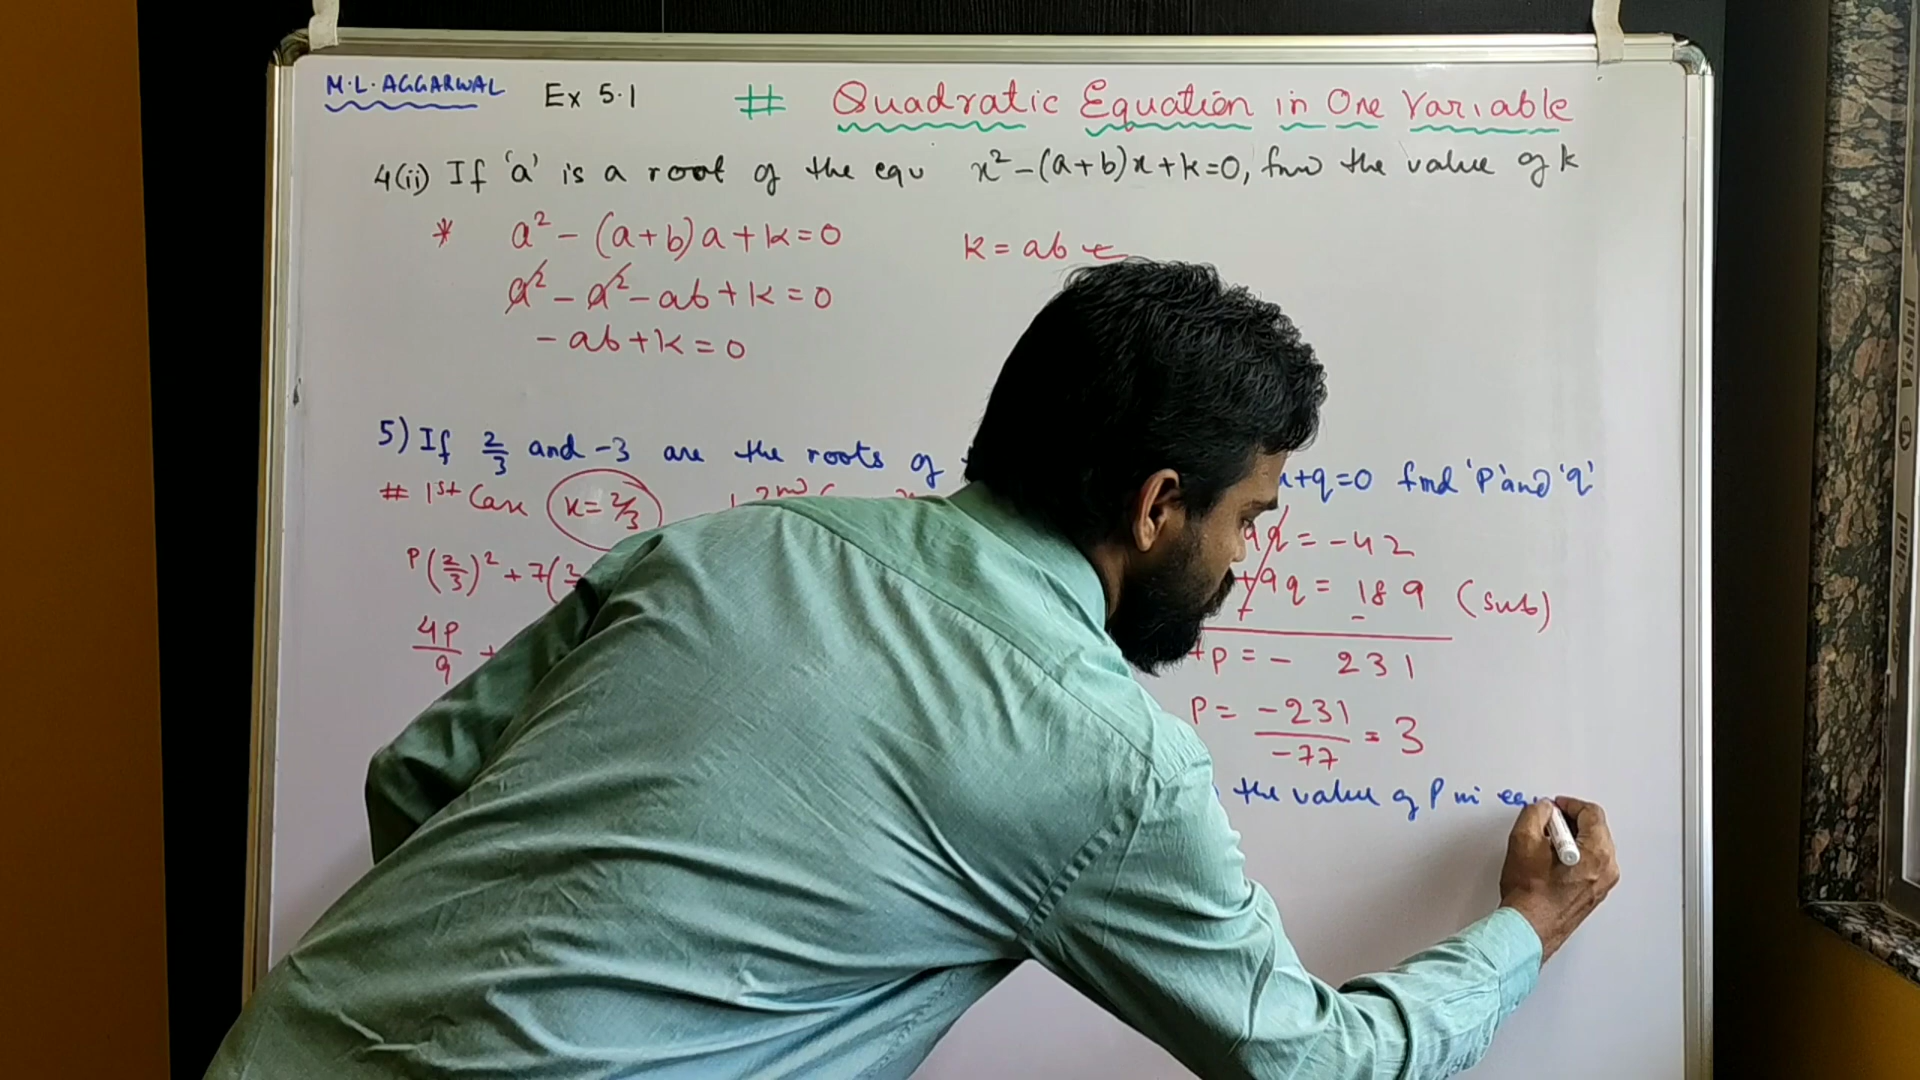 M.L.AGGARWAL Ex 5.1 # Quadratic Equation in One Variable
4(ii) If 'a' is a root of the equ x² - (a+b)x + k = 0, find the value of k
* a² - (a+b)a + k = 0
k = ab
a² - a² - ab + k = 0
- ab + k = 0
5) If 2/3 and -3 are the roots of
+q=0 find 'P' and 'q'
# 1st Case x = 2/3
2nd
P(2/3)² + 7(2
4P/9 +
9q = -42
+9q = 189 (sub)
P = - 231
P = -231/-77 = 3
the value of P in equ